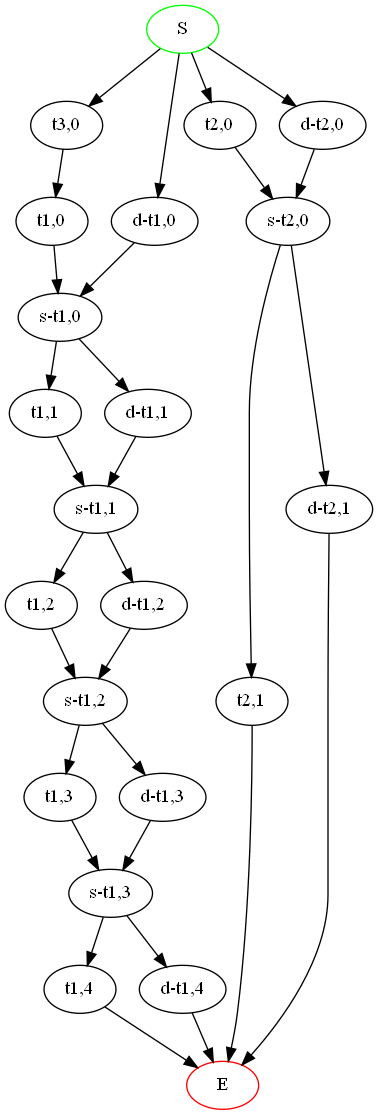 S
t3,0
t2,0
d-t2,0
t1,0
d-t1,0
s-t2,0
s-t1,0
t1,1
d-t1,1
s-t1,1
d-t2,1
t1,2
d-t1,2
s-t1,2
t2,1
t1,3
d-t1,3
s-t1,3
t1,4
d-t1,4
E